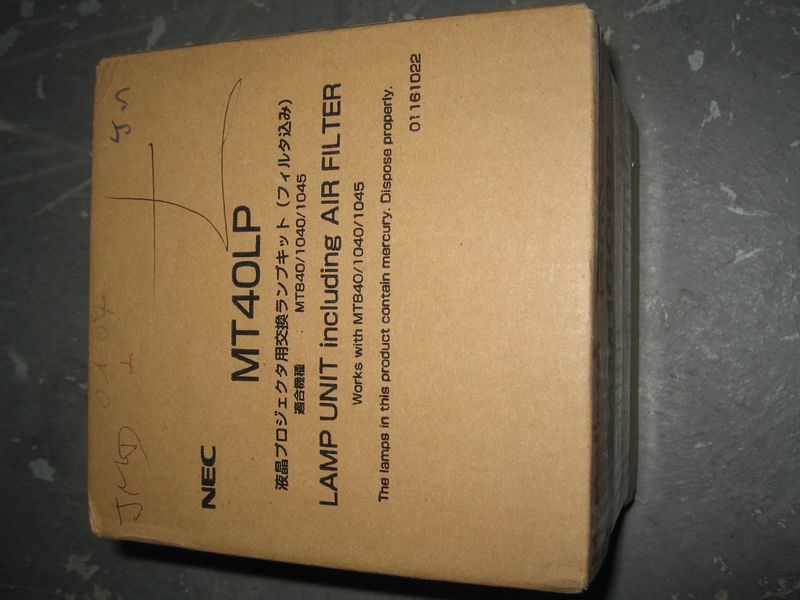 NEC
MT40LP
液晶プロジェクタ用交換ランプキット（フィルタ込み）
適合機種 : MT840/1040/1045
LAMP UNIT including AIR FILTER
Works with MT840/1040/1045
The lamps in this product contain mercury. Dispose properly.
01161022